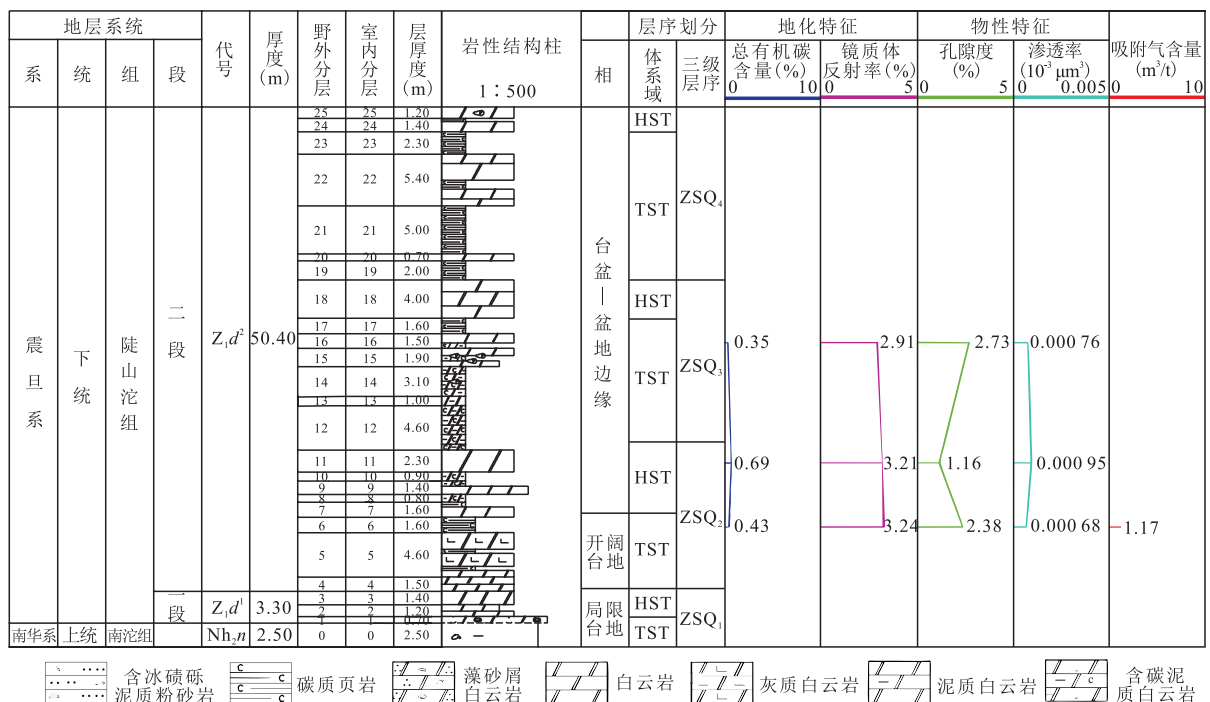 地层系统
系
统
组
段
代号
厚度(m)
野外分层
室内分层
层厚度(m)
岩性结构柱
1：500
相
层序划分
体系域
三级层序
地化特征
总有机碳含量(%)
0 10
镜质体反射率(%)
0 5
物性特征
孔隙度(%)
0 5
渗透率(10⁻³ μm³)
0 0.005
吸附气含量(m³/t)
0 10
震旦系
下统
陡山沱组
二段
Z₁d²
50.40
一段
Z₁d¹
3.30
南华系
上统
南沱组
Nh₂n
2.50
25 25 1.20
24 24 1.40
23 23 2.30
22 22 5.40
21 21 5.00
20 20 0.70
19 19 2.00
18 18 4.00
17 17 1.60
16 16 1.50
15 15 1.90
14 14 3.10
13 13 1.00
12 12 4.60
11 11 2.30
10 10 0.90
9 9 1.40
8 8 0.80
7 7 1.60
6 6 1.60
5 5 4.60
4 4 1.50
3 3 1.40
2 2 1.20
1 1 0.70
0 0 2.50
台盆—盆地边缘
开阔台地
局限台地
HST
TST
HST
TST
HST
TST
HST
TST
ZSQ₄
ZSQ₃
ZSQ₂
ZSQ₁
0.35 2.91 2.73 0.000 76
0.69 3.21 1.16 0.000 95
0.43 3.24 2.38 0.000 68 1.17
含冰碛砾泥质粉砂岩
碳质页岩
藻砂屑白云岩
白云岩
灰质白云岩
泥质白云岩
含碳泥质白云岩